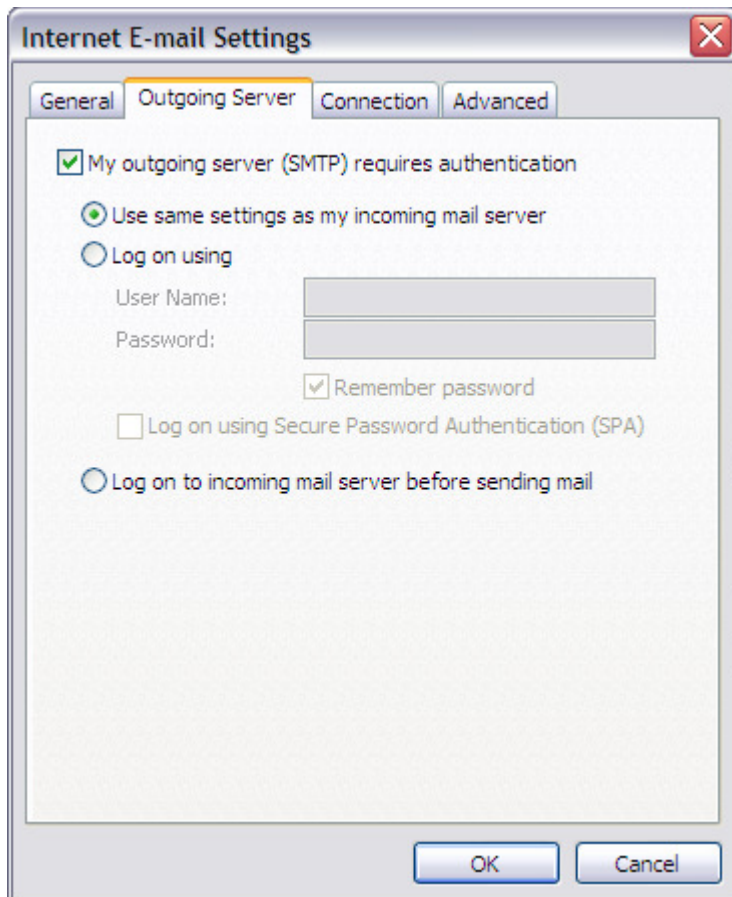 Internet E-mail Settings
General Outgoing Server Connection Advanced
My outgoing server (SMTP) requires authentication
Use same settings as my incoming mail server
Log on using
User Name:
Password:
Remember password
Log on using Secure Password Authentication (SPA)
Log on to incoming mail server before sending mail
OK Cancel